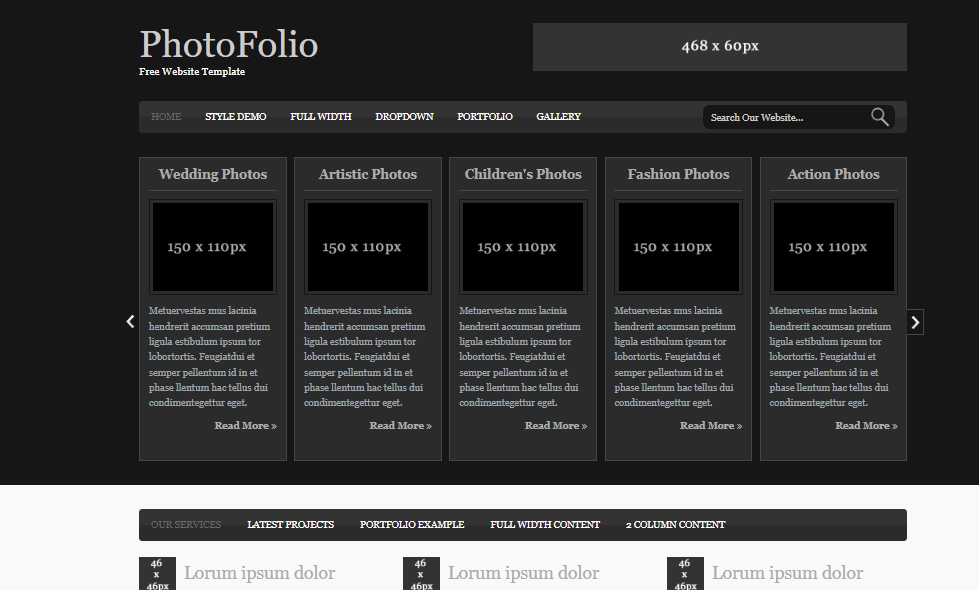 PhotoFolio
Free Website Template
468 x 60px
HOME STYLE DEMO FULL WIDTH DROPDOWN PORTFOLIO GALLERY Search Our Website...
Wedding Photos
150 x 110px
Metuervestas mus lacinia
hendrerit accumsan pretium
ligula estibulum ipsum tor
lobortortis. Feugiatdui et
semper pellentum id in et
phase llentum hac tellus dui
condimentegettur eget.
Read More »
Artistic Photos
150 x 110px
Metuervestas mus lacinia
hendrerit accumsan pretium
ligula estibulum ipsum tor
lobortortis. Feugiatdui et
semper pellentum id in et
phase llentum hac tellus dui
condimentegettur eget.
Read More »
Children's Photos
150 x 110px
Metuervestas mus lacinia
hendrerit accumsan pretium
ligula estibulum ipsum tor
lobortortis. Feugiatdui et
semper pellentum id in et
phase llentum hac tellus dui
condimentegettur eget.
Read More »
Fashion Photos
150 x 110px
Metuervestas mus lacinia
hendrerit accumsan pretium
ligula estibulum ipsum tor
lobortortis. Feugiatdui et
semper pellentum id in et
phase llentum hac tellus dui
condimentegettur eget.
Read More »
Action Photos
150 x 110px
Metuervestas mus lacinia
hendrerit accumsan pretium
ligula estibulum ipsum tor
lobortortis. Feugiatdui et
semper pellentum id in et
phase llentum hac tellus dui
condimentegettur eget.
Read More »
OUR SERVICES LATEST PROJECTS PORTFOLIO EXAMPLE FULL WIDTH CONTENT 2 COLUMN CONTENT
46
x
46px
Lorem ipsum dolor
46
x
46px
Lorem ipsum dolor
46
x
46px
Lorem ipsum dolor